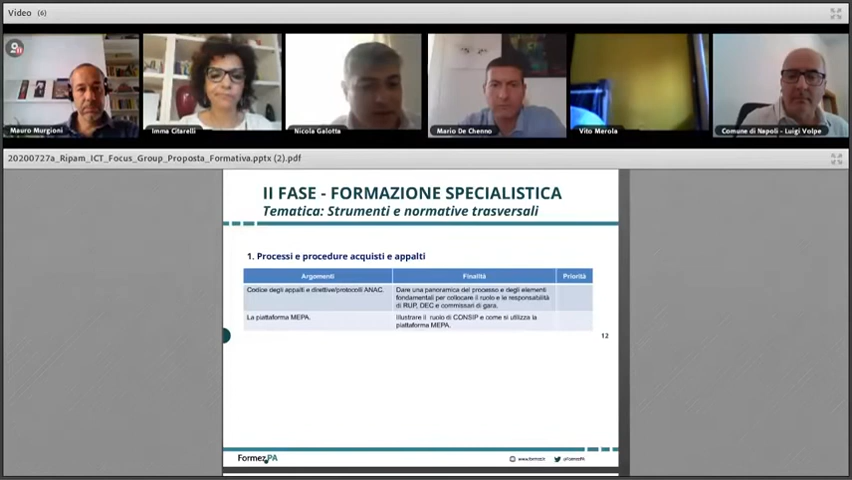 Video (6)
Mauro Murgioni
Imma Citarelli
Nicola Galotta
Mario De Chenno
Vito Merola
Comune di Napoli - Luigi Volpe
20200727a_Ripam_ICT_Focus_Group_Proposta_Formativa.pptx (2).pdf
II FASE - FORMAZIONE SPECIALISTICA
Tematica: Strumenti e normative trasversali
1. Processi e procedure acquisti e appalti
Argomenti Finalità Priorità
Codice degli appalti e direttive/protocolli ANAC. Dare una panoramica del processo e degli elementi
fondamentali per collocare il ruolo e le responsabilità
di RUP, DEC e commissari di gara.
La piattaforma MEPA. Illustrare il ruolo di CONSIP e come si utilizza la
piattaforma MEPA.
12
FormezPA
www.formez.it @FormezPA